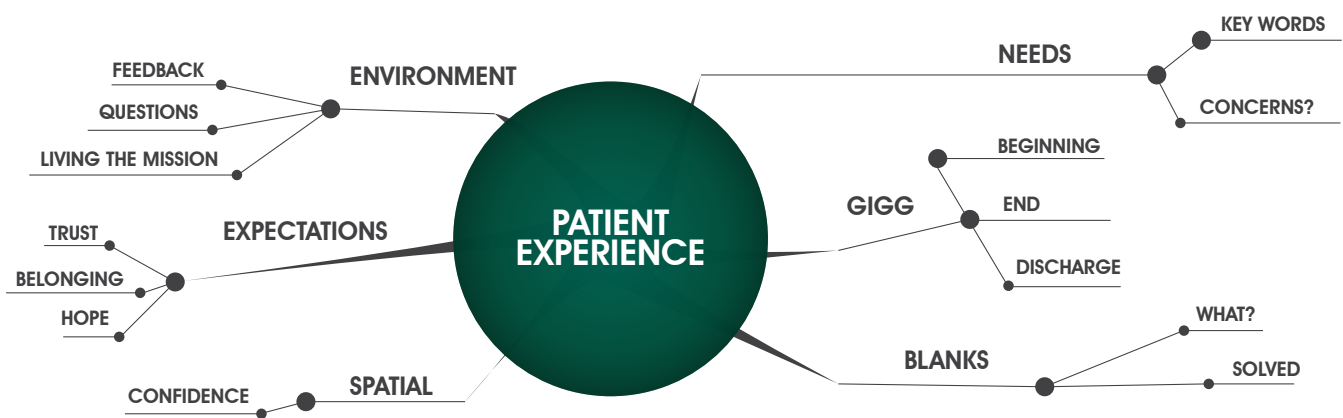 ENVIRONMENT
FEEDBACK
QUESTIONS
LIVING THE MISSION
EXPECTATIONS
TRUST
BELONGING
HOPE
SPATIAL
CONFIDENCE
PATIENT
EXPERIENCE
NEEDS
KEY WORDS
CONCERNS?
GIGG
BEGINNING
END
DISCHARGE
BLANKS
WHAT?
SOLVED